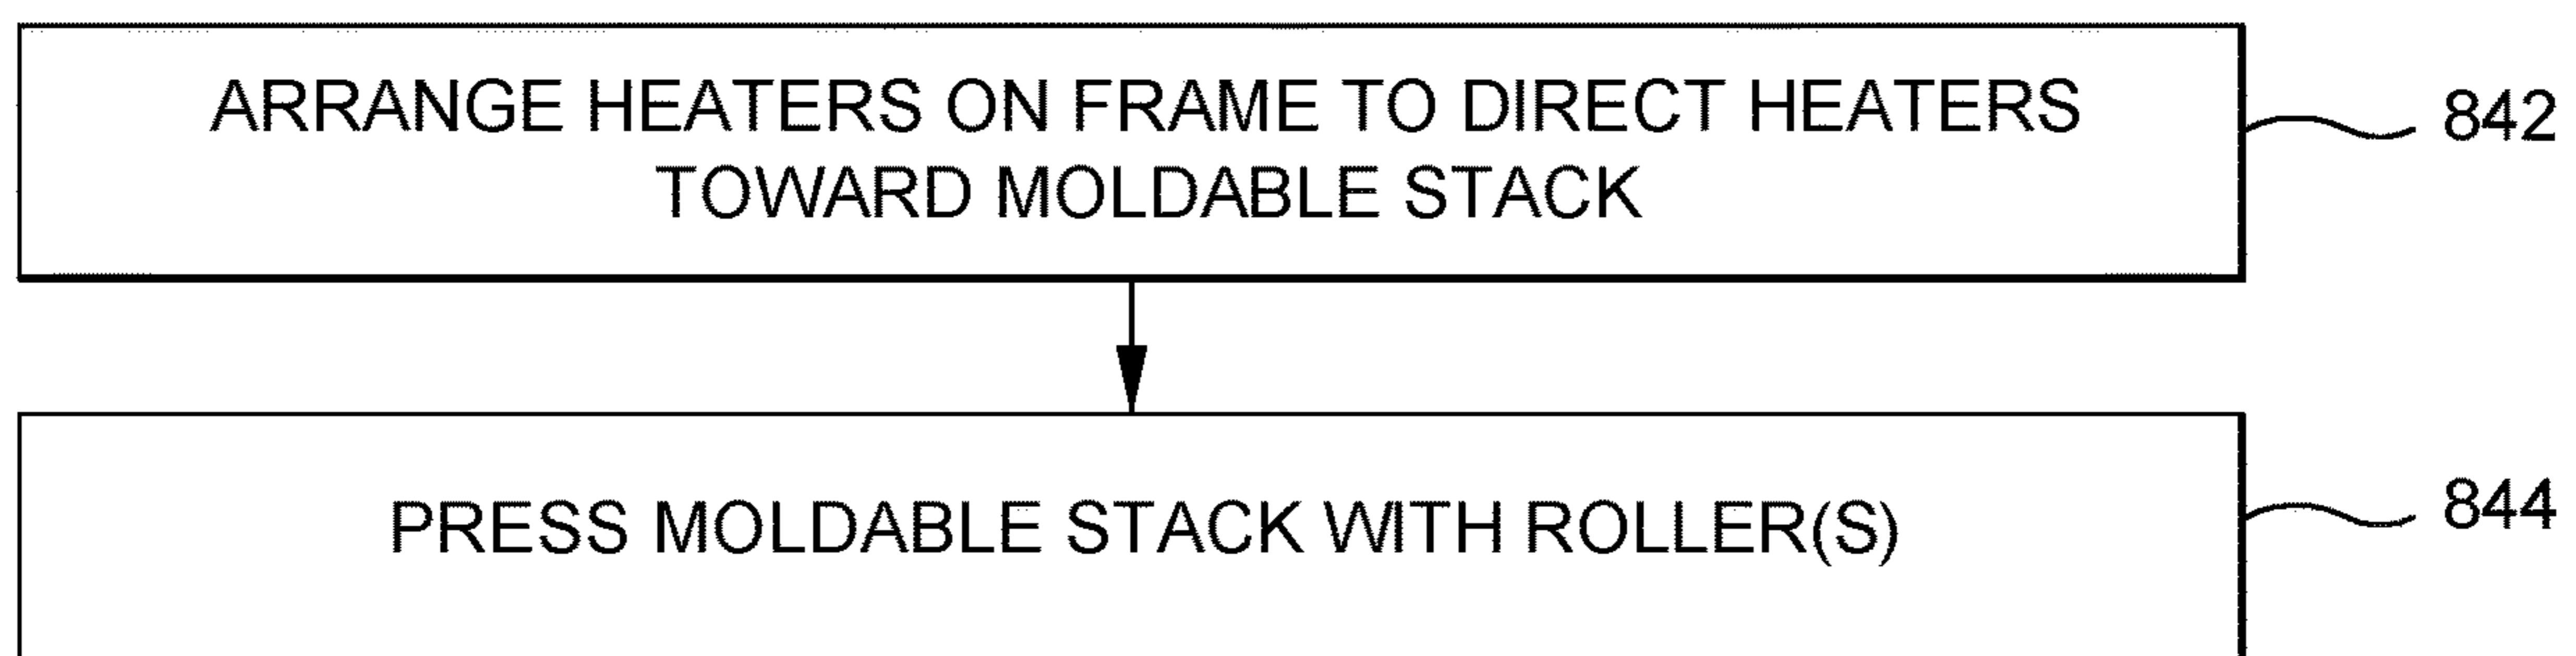 ARRANGE HEATERS ON FRAME TO DIRECT HEATERS
TOWARD MOLDABLE STACK
842
PRESS MOLDABLE STACK WITH ROLLER(S)
844